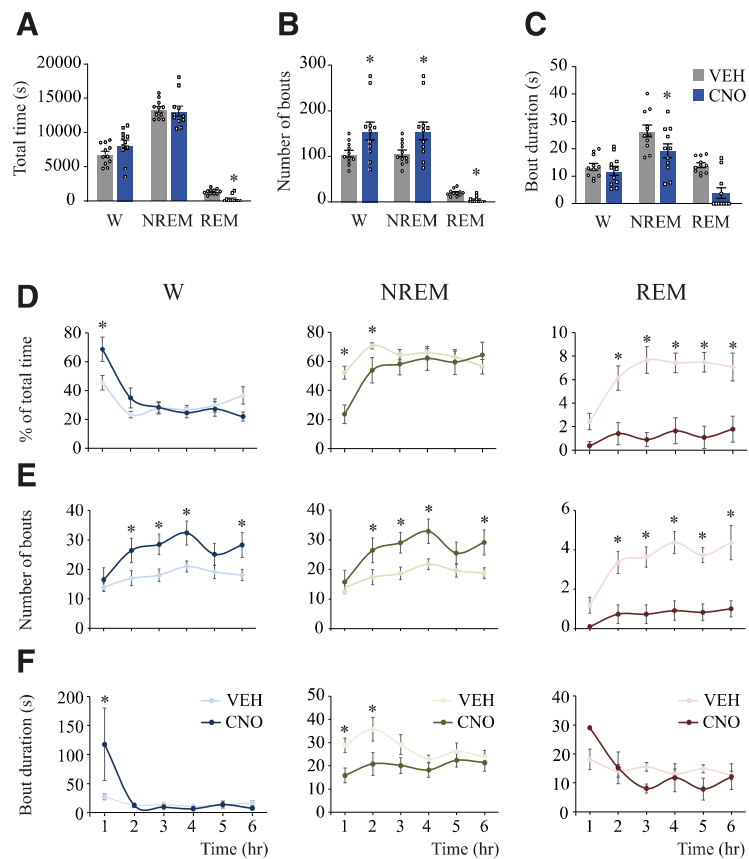 A
B
C
Total time (s)
20000
15000
10000
5000
0
W NREM REM
*
Number of bouts
300
200
100
0
W NREM REM
* * *
Bout duration (s)
50
40
30
20
10
0
W NREM REM
*
VEH
CNO
W NREM REM
D
% of total time
80
60
40
20
0
*
80
60
40
20
0
* *
10
8
6
4
2
0
* * * * *
E
Number of bouts
40
30
20
10
0
* * * *
40
30
20
10
0
* * * *
6
4
2
0
* * * * *
F
Bout duration (s)
200
150
100
50
0
*
VEH
CNO
1 2 3 4 5 6
Time (hr)
50
40
30
20
10
0
* *
VEH
CNO
1 2 3 4 5 6
Time (hr)
40
30
20
10
0
VEH
CNO
1 2 3 4 5 6
Time (hr)